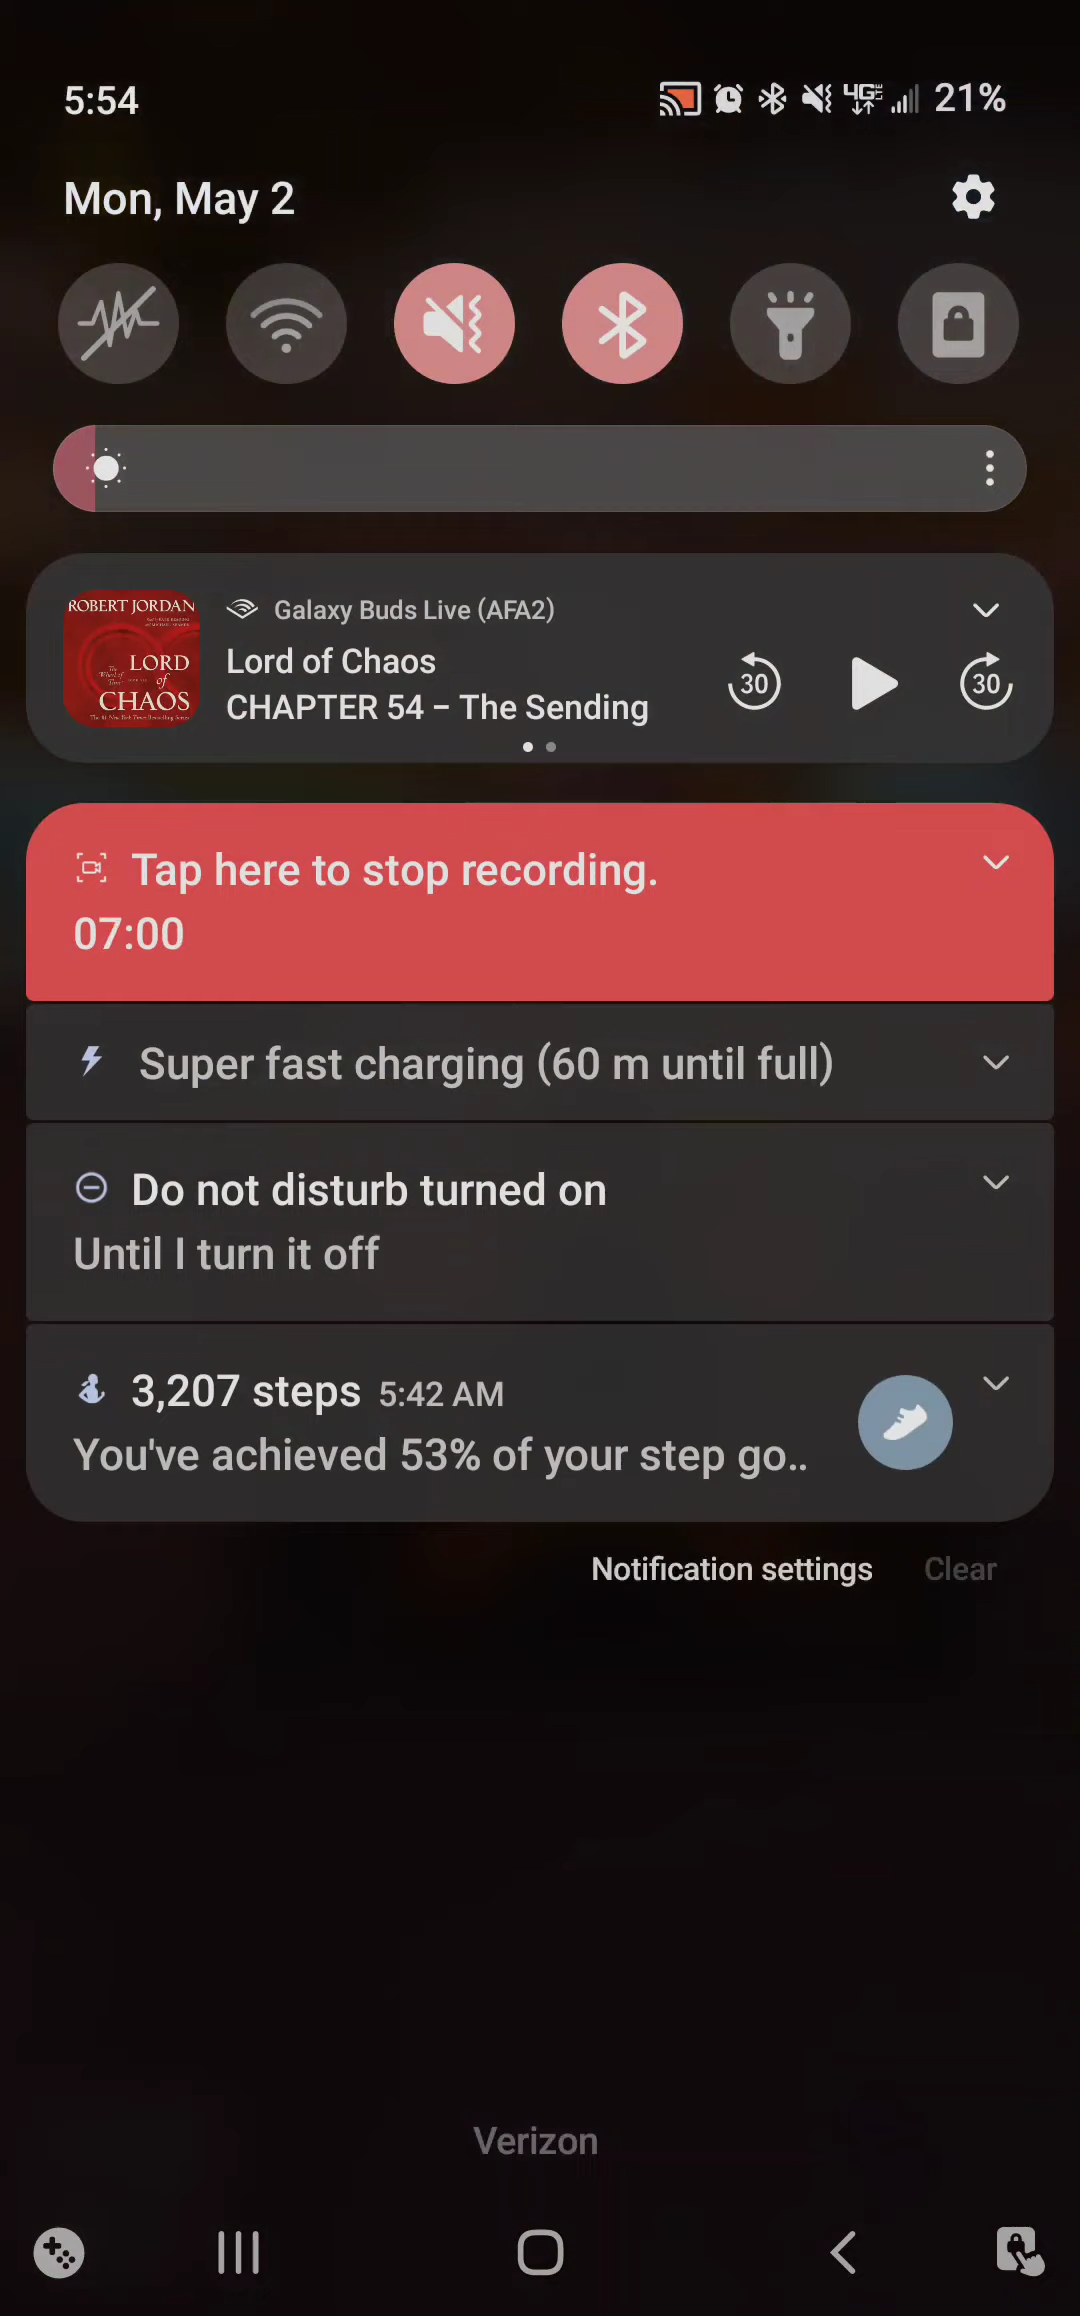 5:54
4G LTE 21%
Mon, May 2
ROBERT JORDAN
LORD
of
CHAOS
Galaxy Buds Live (AFA2)
Lord of Chaos
CHAPTER 54 – The Sending
30
30
Tap here to stop recording.
07:00
Super fast charging (60 m until full)
Do not disturb turned on
Until I turn it off
3,207 steps 5:42 AM
You've achieved 53% of your step go..
Notification settings Clear
Verizon